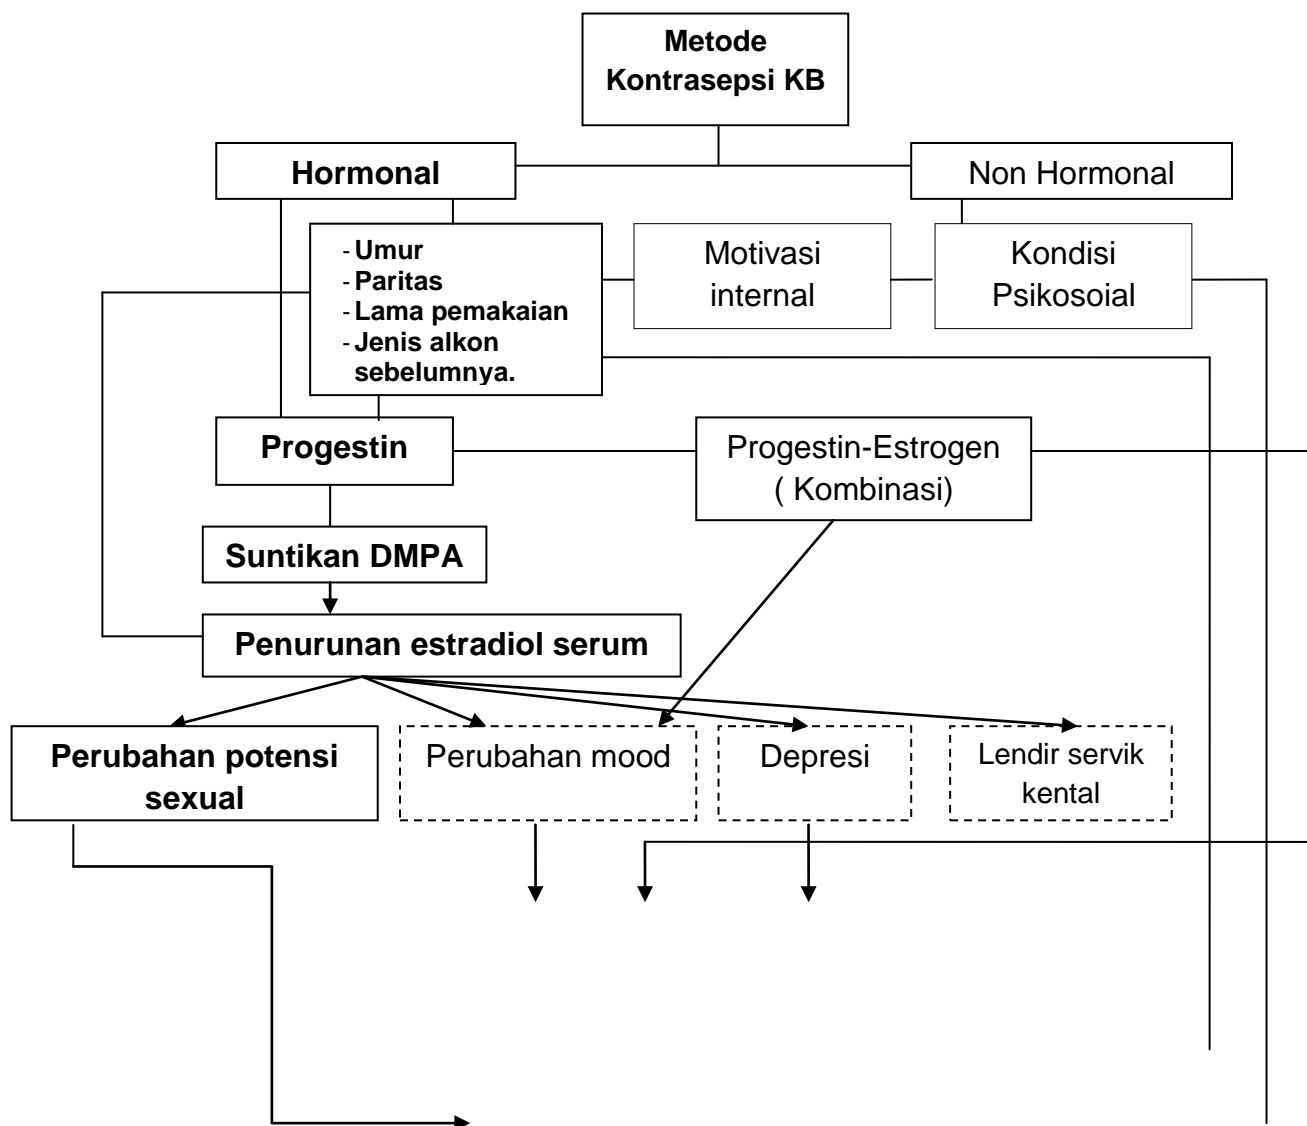 Metode
Kontrasepsi KB
Hormonal
Non Hormonal
- Umur
- Paritas
- Lama pemakaian
- Jenis alkon
sebelumnya.
Motivasi
internal
Kondisi
Psikosoial
Progestin
Progestin-Estrogen
( Kombinasi)
Suntikan DMPA
Penurunan estradiol serum
Perubahan potensi
sexual
Perubahan mood
Depresi
Lendir servik
kental